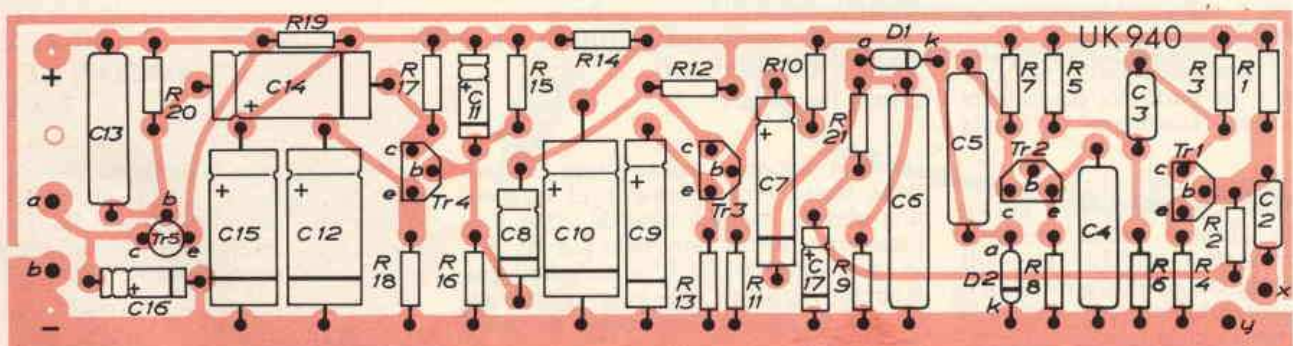 UK940
+
R19
C13
R20
+
C14
R17
+
C11
R15
R14
R12
R10
D1
a
k
R21
C5
R7
R5
C3
R3
R1
a
b
c
Tr5
e
+
C15
+
C12
c
b
e
Tr4
C8
+
C10
+
C9
c
b
e
Tr3
+
C7
C6
Tr2
b
c
e
C4
Tr1
c
b
e
R2
C2
b
-
+
C16
R18
R16
R13
R11
+
C17
R9
a
D2
k
R8
R6
R4
x
y